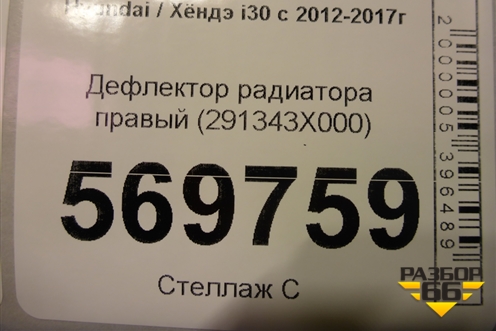 Hyundai / Хёндэ i30 с 2012-2017г
Дефлектор радиатора
правый (291343X000)
569759
Стеллаж С
2000005396489
РАЗБОР
66